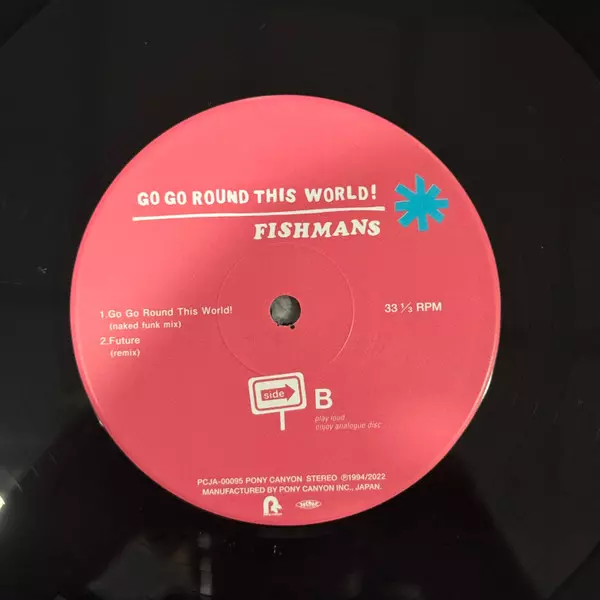 GO GO ROUND THIS WORLD!
FISHMANS
1.Go Go Round This World!
(naked funk mix)
33 1/3 RPM
2.Future
(remix)
side
B
play loud
enjoy analogue disc
PCJA-00095 PONY CANYON STEREO ℗1994/2022
MANUFACTURED BY PONY CANYON INC., JAPAN.